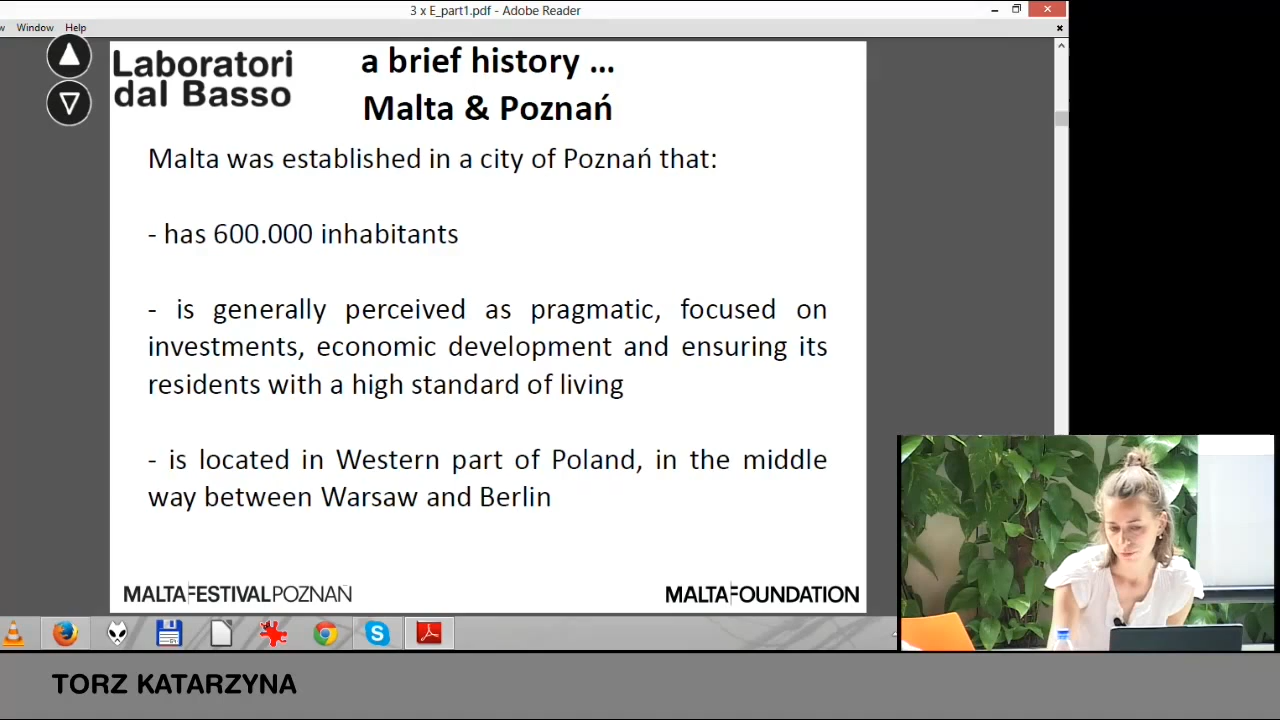 3 x E_part1.pdf - Adobe Reader
Window Help
Laboratori
dal Basso
a brief history ...
Malta & Poznań
Malta was established in a city of Poznań that:
- has 600.000 inhabitants
- is generally perceived as pragmatic, focused on
investments, economic development and ensuring its
residents with a high standard of living
- is located in Western part of Poland, in the middle
way between Warsaw and Berlin
MALTAFESTIVALPOZNAŃ
MALTAFOUNDATION
TORZ KATARZYNA